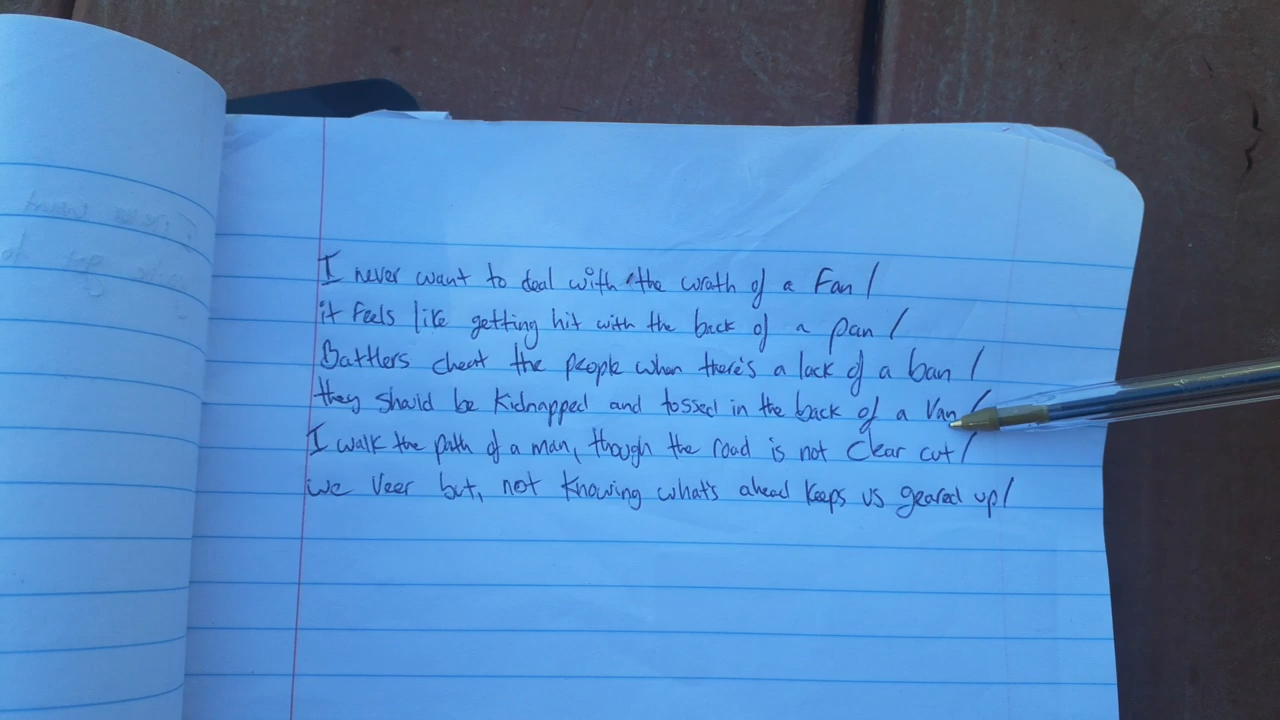 I never want to deal with the wrath of a Fan/
it feels like getting hit with the back of a pan/
Battlers cheat the people when there's a lack of a ban/
they should be kidnapped and tossed in the back of a Van/
I walk the path of a man, though the road is not clear cut/
we veer but, not knowing what's ahead keeps us geared up/